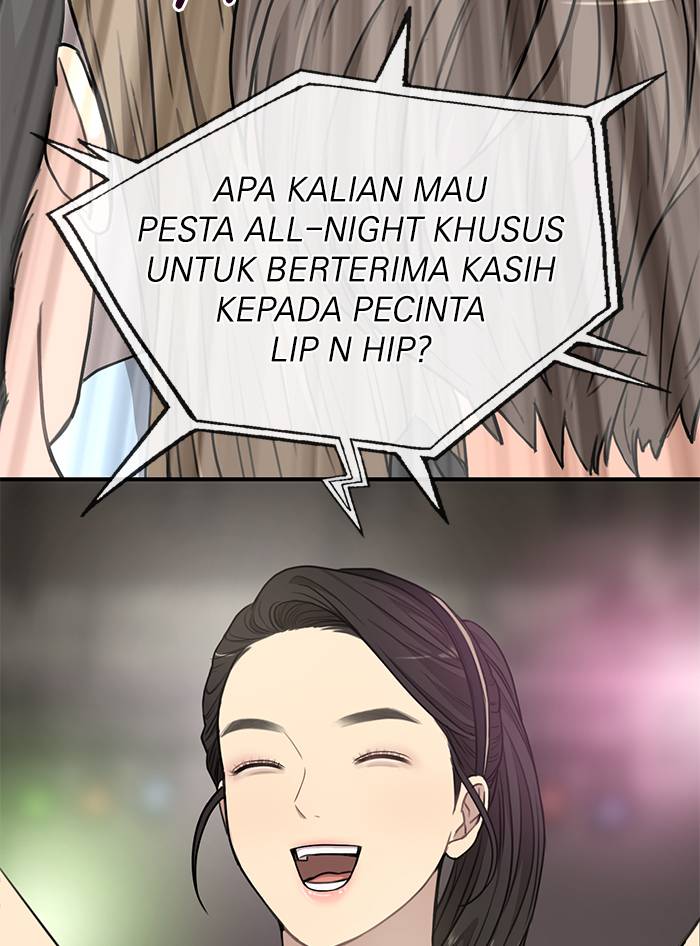 APA KALIAN MAU
PESTA ALL-NIGHT KHUSUS
UNTUK BERTERIMA KASIH
KEPADA PECINTA
LIP N HIP?